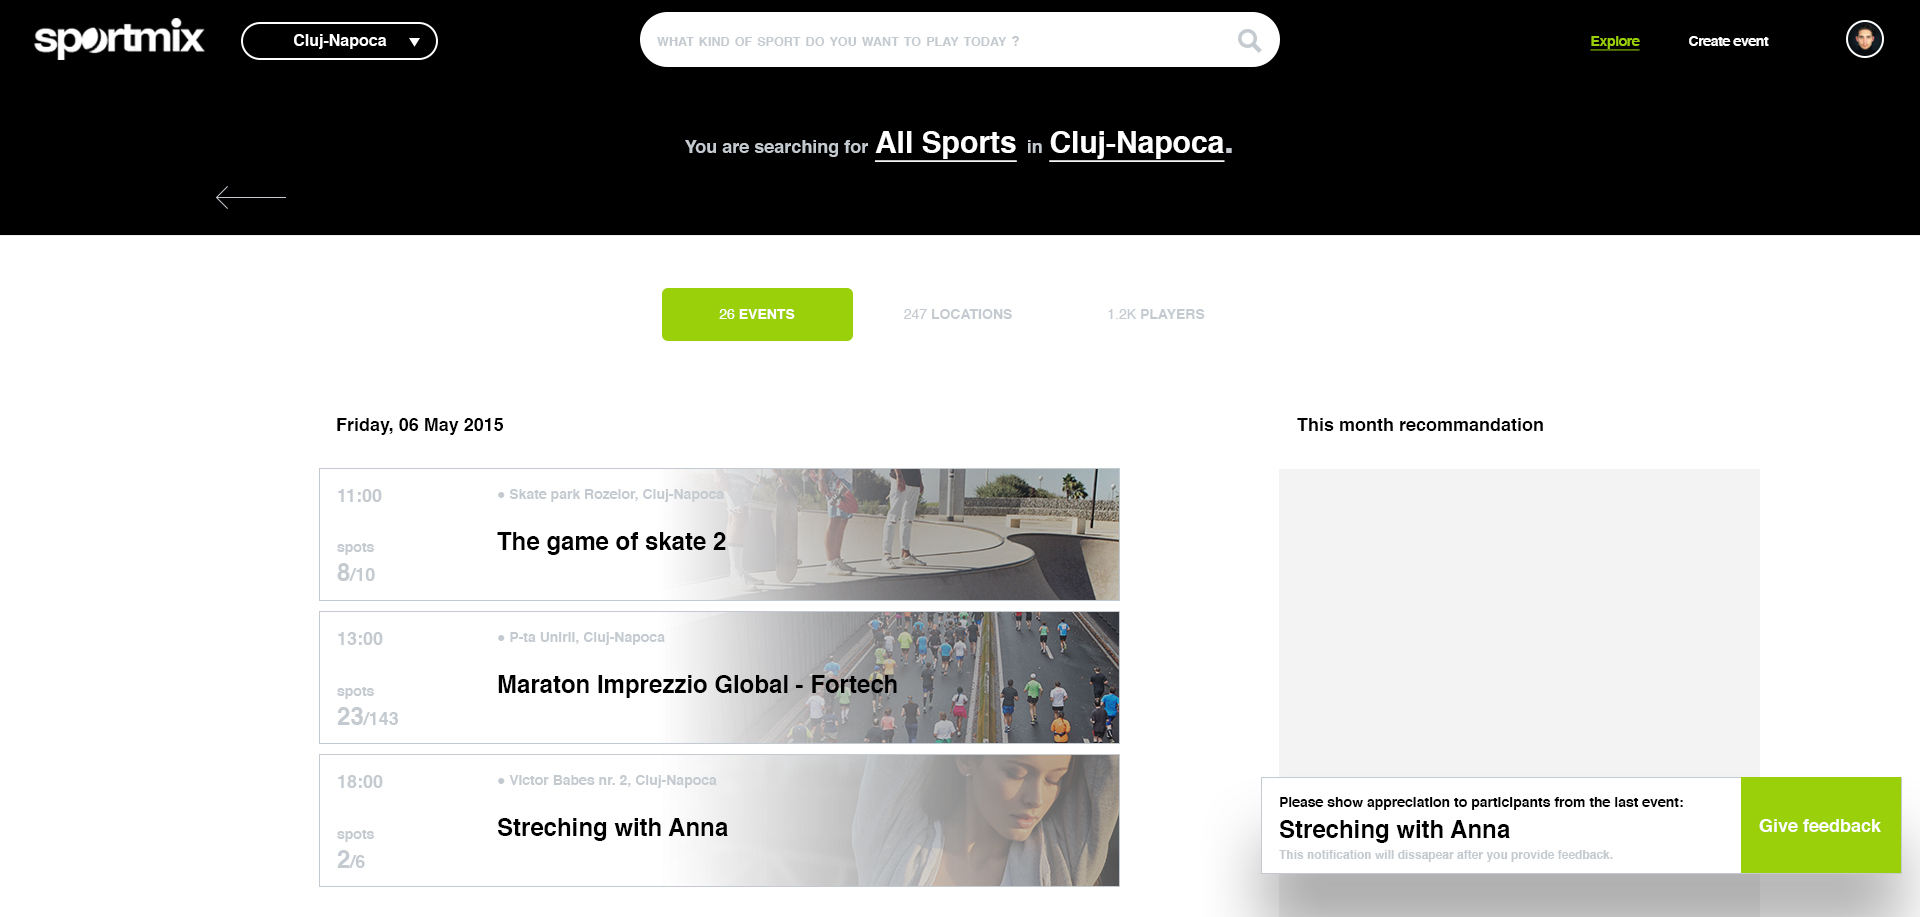 sportmix
Cluj-Napoca
WHAT KIND OF SPORT DO YOU WANT TO PLAY TODAY ?
Explore
Create event
You are searching for All Sports in Cluj-Napoca.
26 EVENTS
247 LOCATIONS
1.2K PLAYERS
Friday, 06 May 2015
This month recommandation
11:00
• Skate park Rozelor, Cluj-Napoca
The game of skate 2
spots
8/10
13:00
• P-ta Unirii, Cluj-Napoca
Maraton Imprezzio Global - Fortech
spots
23/143
18:00
• Victor Babes nr. 2, Cluj-Napoca
Streching with Anna
spots
2/6
Please show appreciation to participants from the last event:
Streching with Anna
This notification will dissapear after you provide feedback.
Give feedback